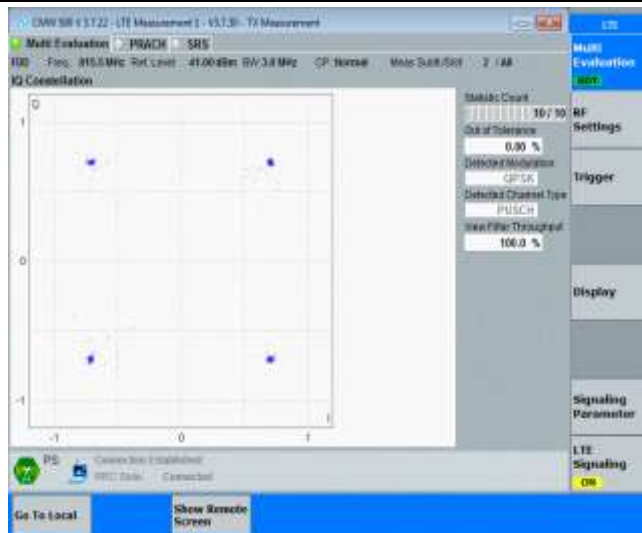 CMW 500 V 3.7.22 - LTE Measurement 1 - V3.7.30 - TX Measurement
LTE
Multi Evaluation PRACH SRS
Multi
Evaluation
RDY
FDD Freq. 815.5 MHz Ref. Level 41.00 dBm BW 3.0 MHz CP: Normal Meas Subfr/Slot 2 / All
IQ Constellation
Q
1
0
-1
-1
0
1
I
Statistic Count
10 / 10
Out of Tolerance
0.00 %
Detected Modulation
QPSK
Detected Channel Type
PUSCH
View Filter Throughput
100.0 %
RF
Settings
Trigger
Display
Signaling
Parameter
LTE
Signaling
ON
PS:
Connection Established
RRC State: Connected
Go To Local
Show Remote
Screen